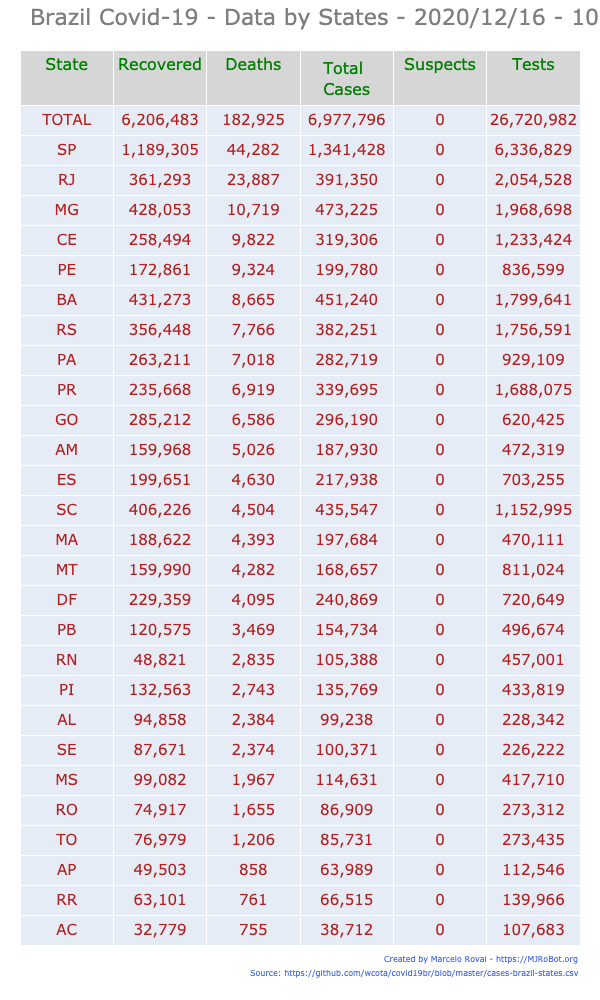 Brazil Covid-19 - Data by States - 2020/12/16 - 10
State Recovered Deaths Total Cases Suspects Tests
TOTAL 6,206,483 182,925 6,977,796 0 26,720,982
SP 1,189,305 44,282 1,341,428 0 6,336,829
RJ 361,293 23,887 391,350 0 2,054,528
MG 428,053 10,719 473,225 0 1,968,698
CE 258,494 9,822 319,306 0 1,233,424
PE 172,861 9,324 199,780 0 836,599
BA 431,273 8,665 451,240 0 1,799,641
RS 356,448 7,766 382,251 0 1,756,591
PA 263,211 7,018 282,719 0 929,109
PR 235,668 6,919 339,695 0 1,688,075
GO 285,212 6,586 296,190 0 620,425
AM 159,968 5,026 187,930 0 472,319
ES 199,651 4,630 217,938 0 703,255
SC 406,226 4,504 435,547 0 1,152,995
MA 188,622 4,393 197,684 0 470,111
MT 159,990 4,282 168,657 0 811,024
DF 229,359 4,095 240,869 0 720,649
PB 120,575 3,469 154,734 0 496,674
RN 48,821 2,835 105,388 0 457,001
PI 132,563 2,743 135,769 0 433,819
AL 94,858 2,384 99,238 0 228,342
SE 87,671 2,374 100,371 0 226,222
MS 99,082 1,967 114,631 0 417,710
RO 74,917 1,655 86,909 0 273,312
TO 76,979 1,206 85,731 0 273,435
AP 49,503 858 63,989 0 112,546
RR 63,101 761 66,515 0 139,966
AC 32,779 755 38,712 0 107,683
Created by Marcelo Rovai - https://MJRoBot.org
Source: https://github.com/wcota/covid19br/blob/master/cases-brazil-states.csv